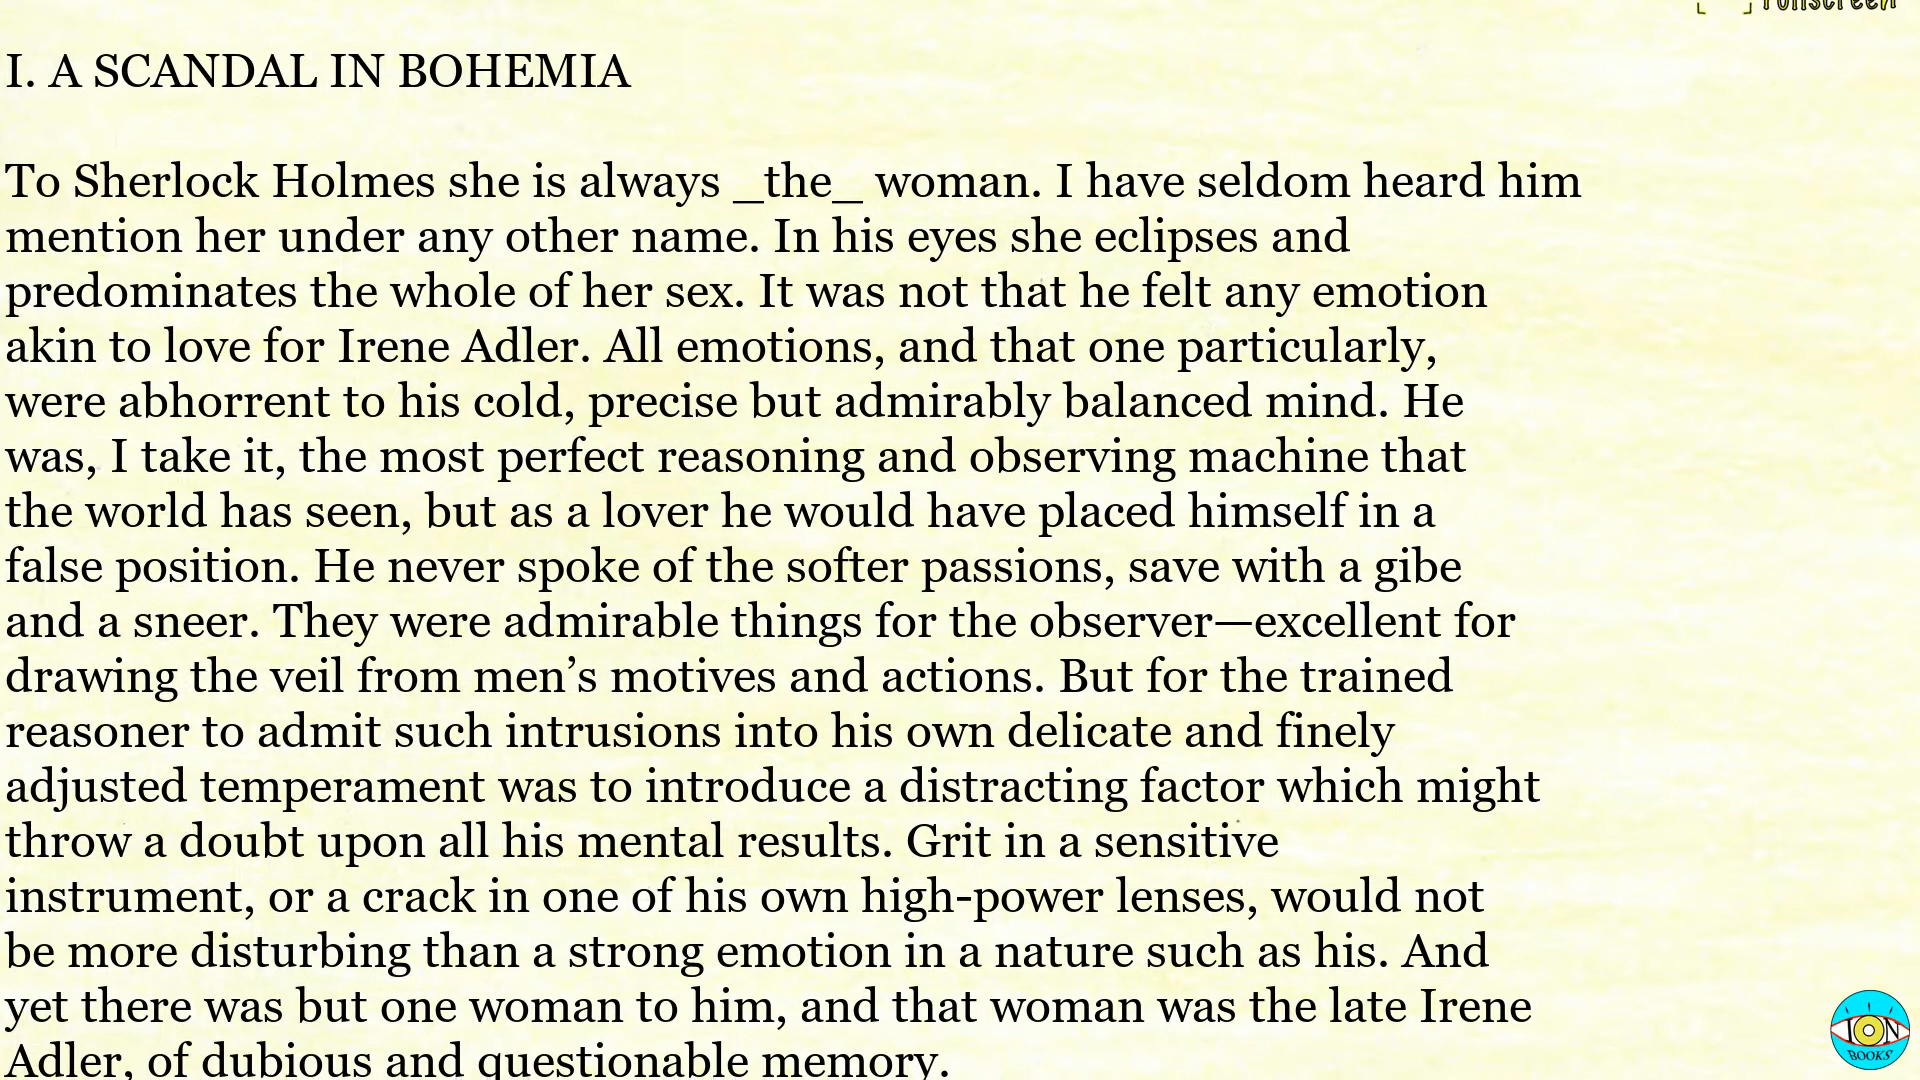 Fullscreen
I. A SCANDAL IN BOHEMIA
To Sherlock Holmes she is always _the_ woman. I have seldom heard him
mention her under any other name. In his eyes she eclipses and
predominates the whole of her sex. It was not that he felt any emotion
akin to love for Irene Adler. All emotions, and that one particularly,
were abhorrent to his cold, precise but admirably balanced mind. He
was, I take it, the most perfect reasoning and observing machine that
the world has seen, but as a lover he would have placed himself in a
false position. He never spoke of the softer passions, save with a gibe
and a sneer. They were admirable things for the observer—excellent for
drawing the veil from men’s motives and actions. But for the trained
reasoner to admit such intrusions into his own delicate and finely
adjusted temperament was to introduce a distracting factor which might
throw a doubt upon all his mental results. Grit in a sensitive
instrument, or a crack in one of his own high-power lenses, would not
be more disturbing than a strong emotion in a nature such as his. And
yet there was but one woman to him, and that woman was the late Irene
Adler, of dubious and questionable memory.
ION
BOOKS